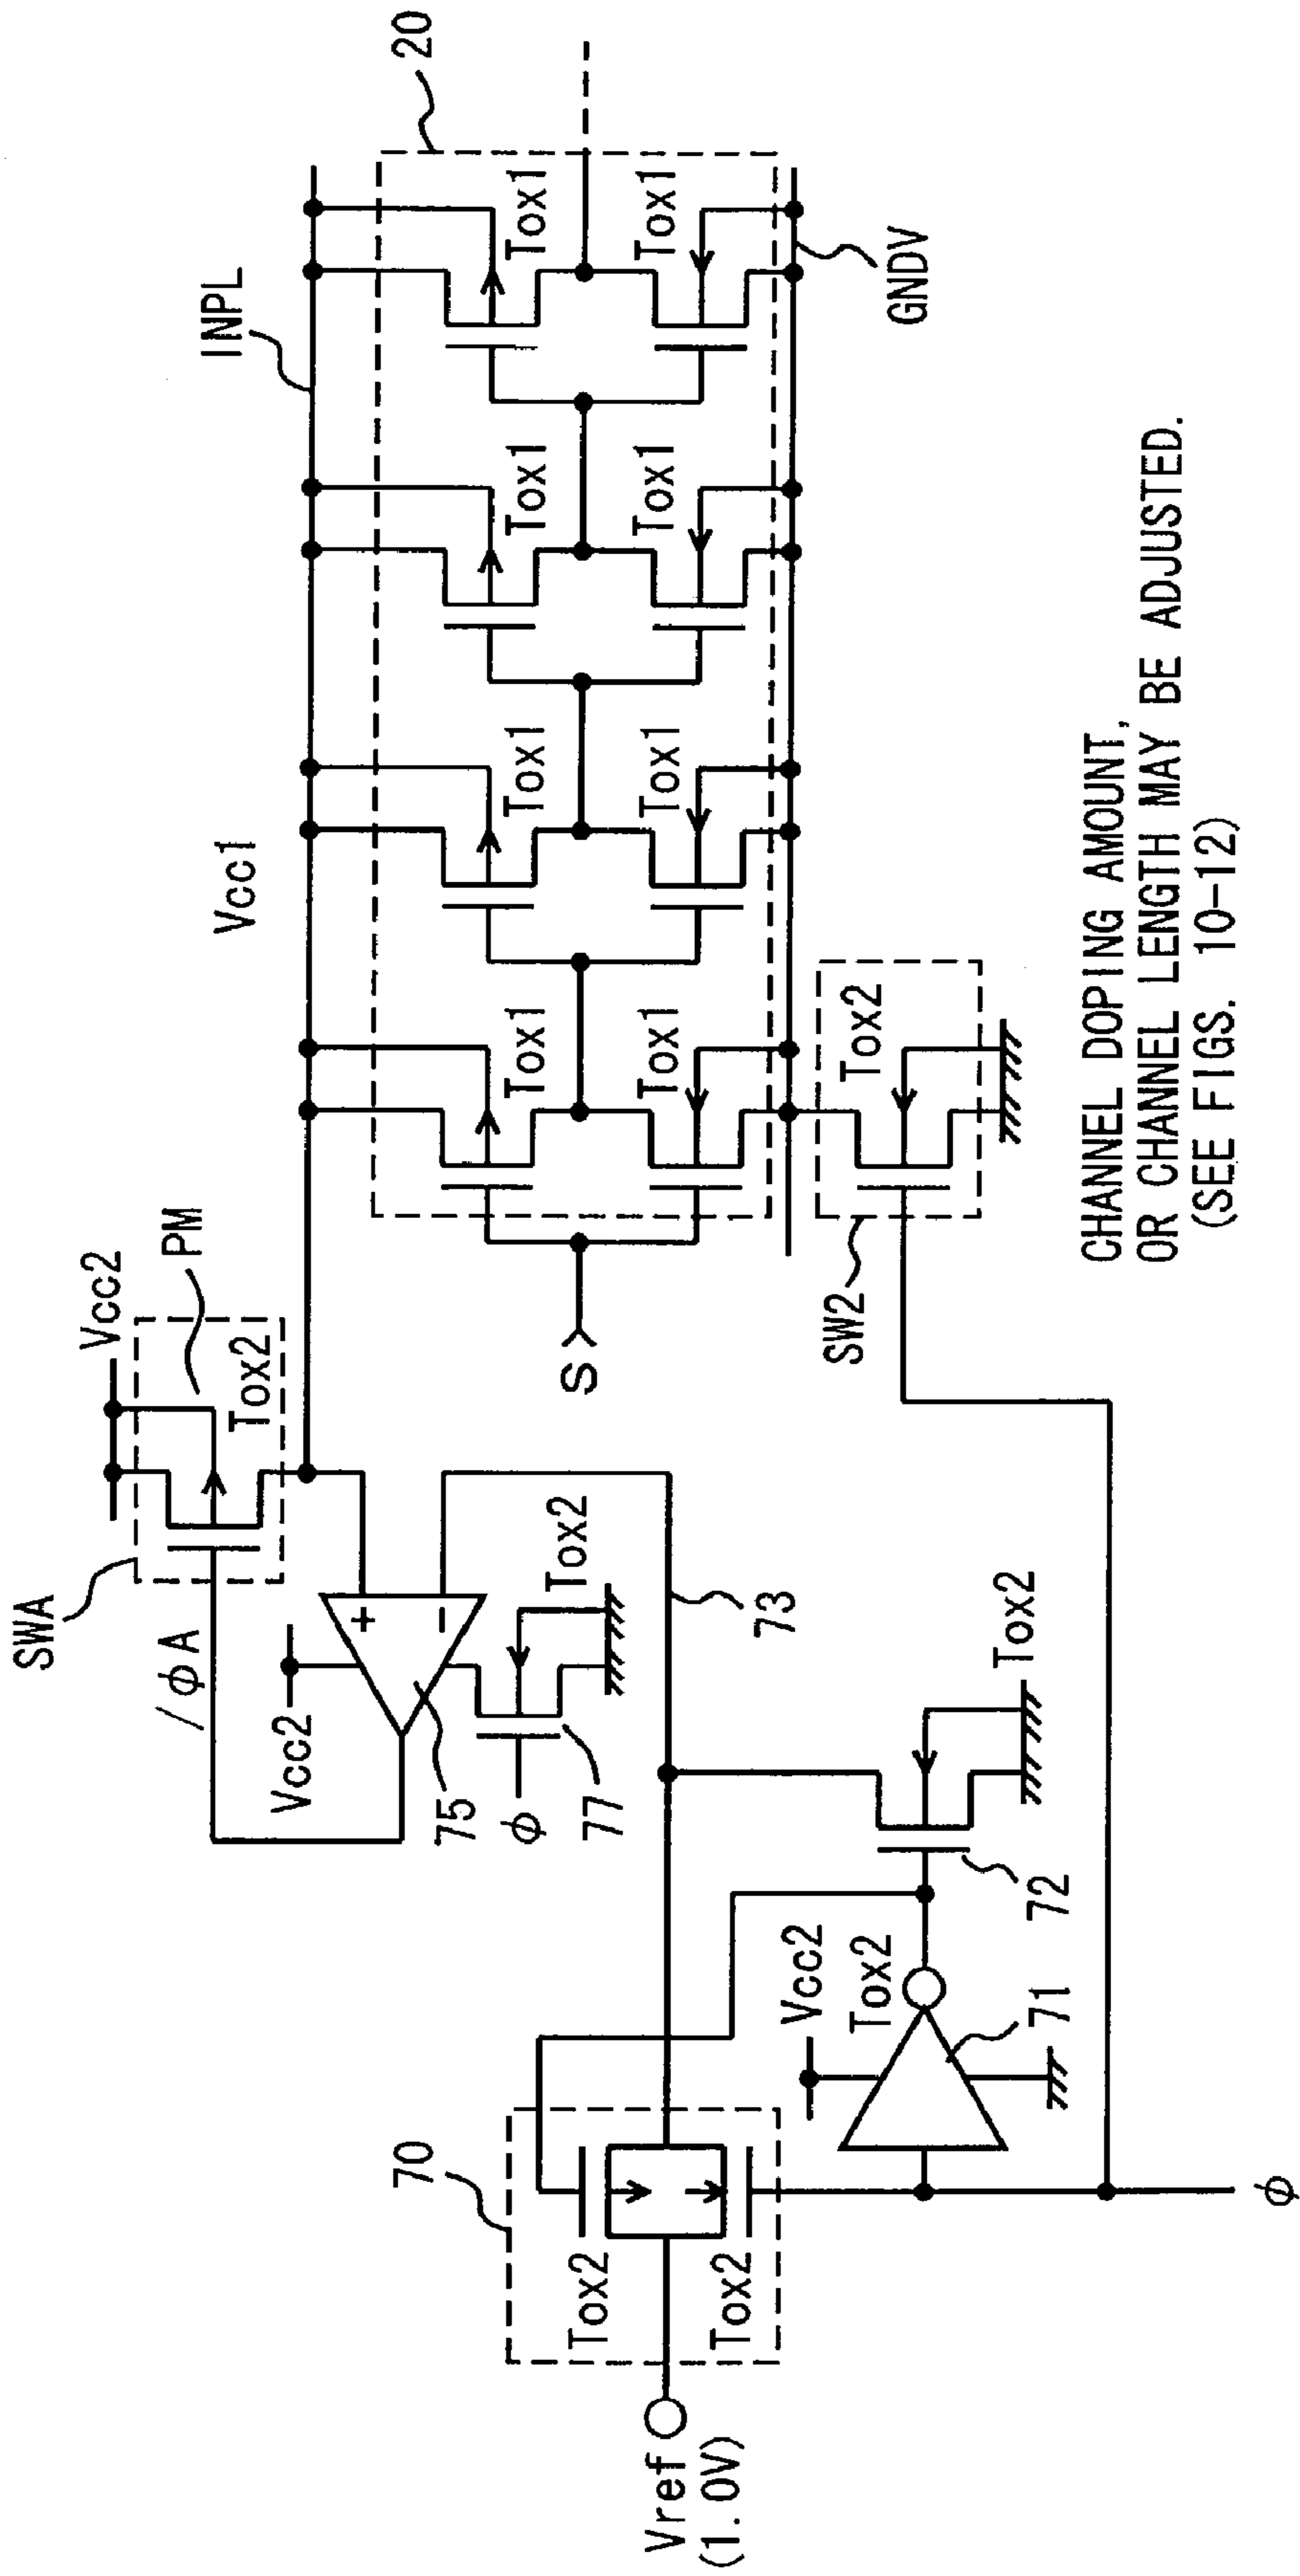 SWA
Vcc2
PM
Tox2
/φA
Vcc2
+
−
75
Tox2
φ
77
73
INPL
Vcc1
20
Tox1
Tox1
Tox1
Tox1
Tox1
Tox1
Tox1
Tox1
S
GNDV
SW2
Tox2
70
Tox2
Tox2
Vref
(1.0V)
Vcc2
Tox2
71
72
Tox2
φ
CHANNEL DOPING AMOUNT,
OR CHANNEL LENGTH MAY BE ADJUSTED.
(SEE FIGS. 10-12)